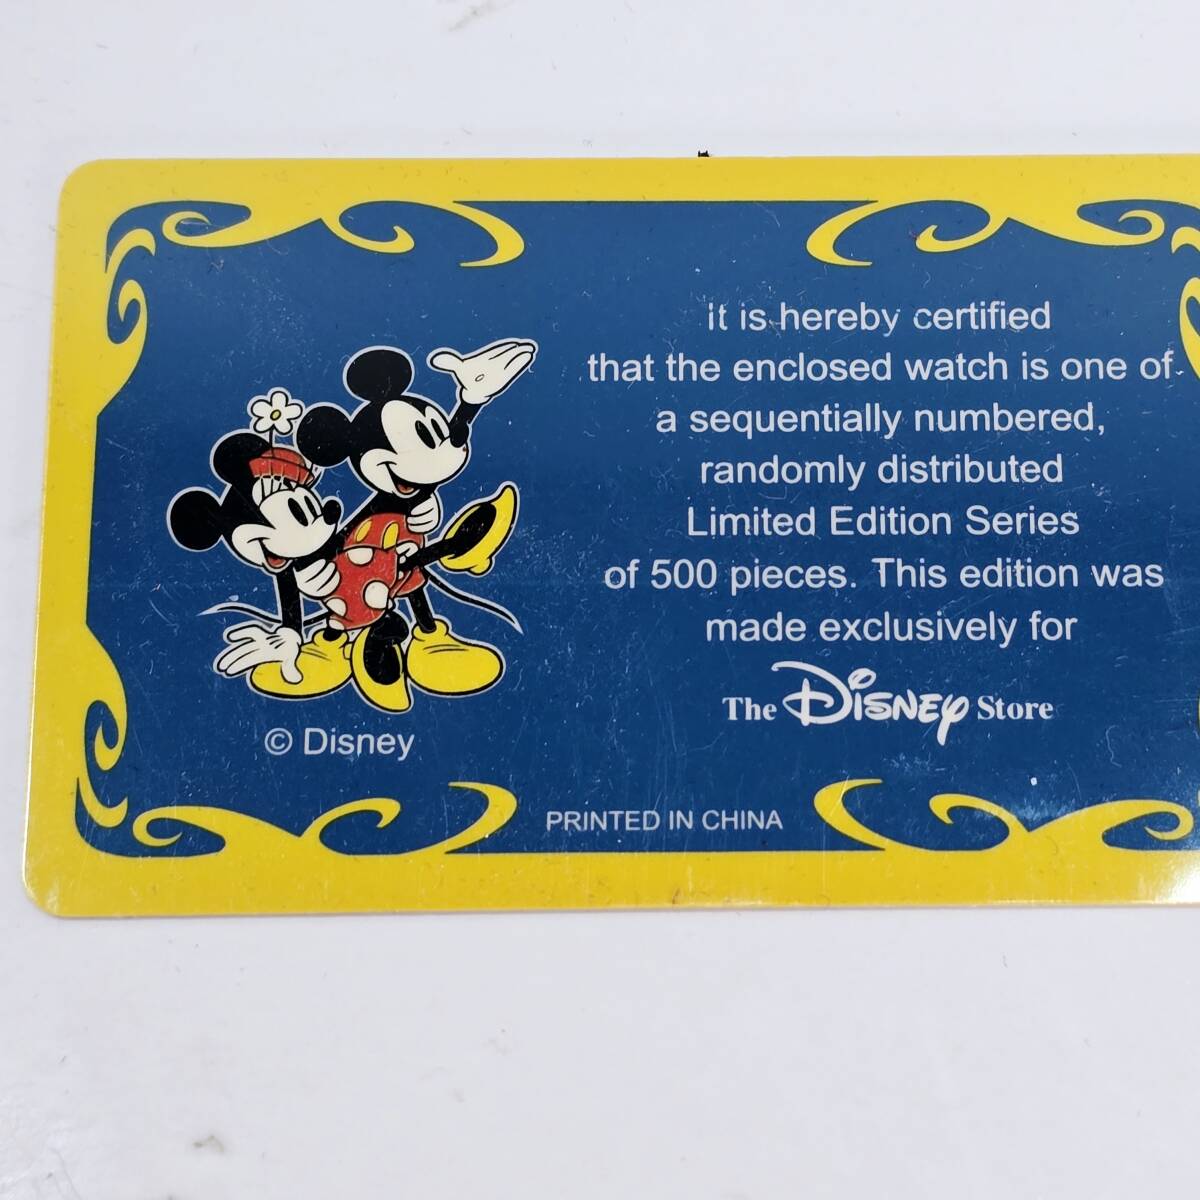 it is hereby certified
that the enclosed watch is one of
a sequentially numbered,
randomly distributed
Limited Edition Series
of 500 pieces. This edition was
made exclusively for
The Disney Store
© Disney
PRINTED IN CHINA